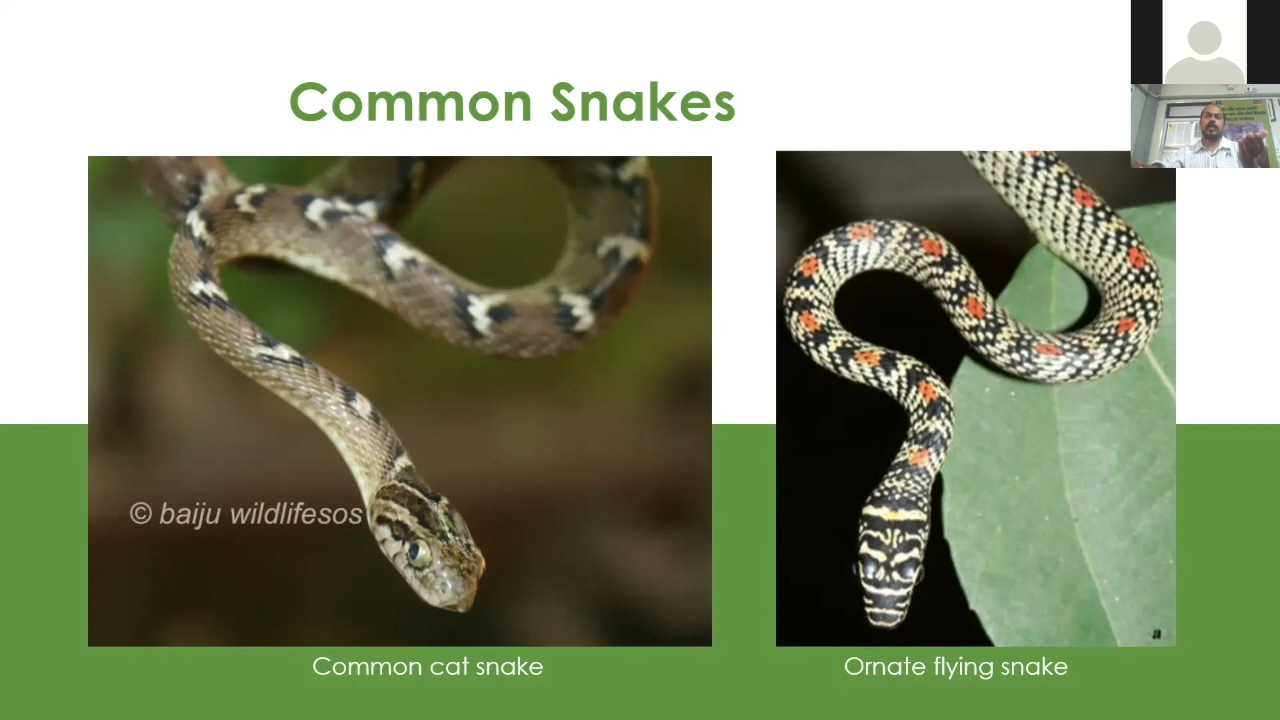 Common Snakes
© baiju wildlifesos
Common cat snake
Ornate flying snake